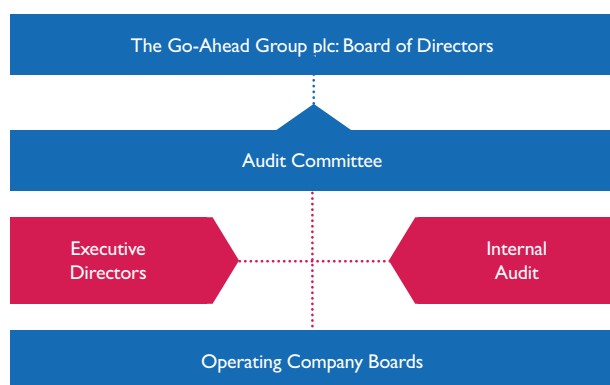 The Go-Ahead Group plc: Board of Directors
Audit Committee
Executive
Directors
Internal
Audit
Operating Company Boards